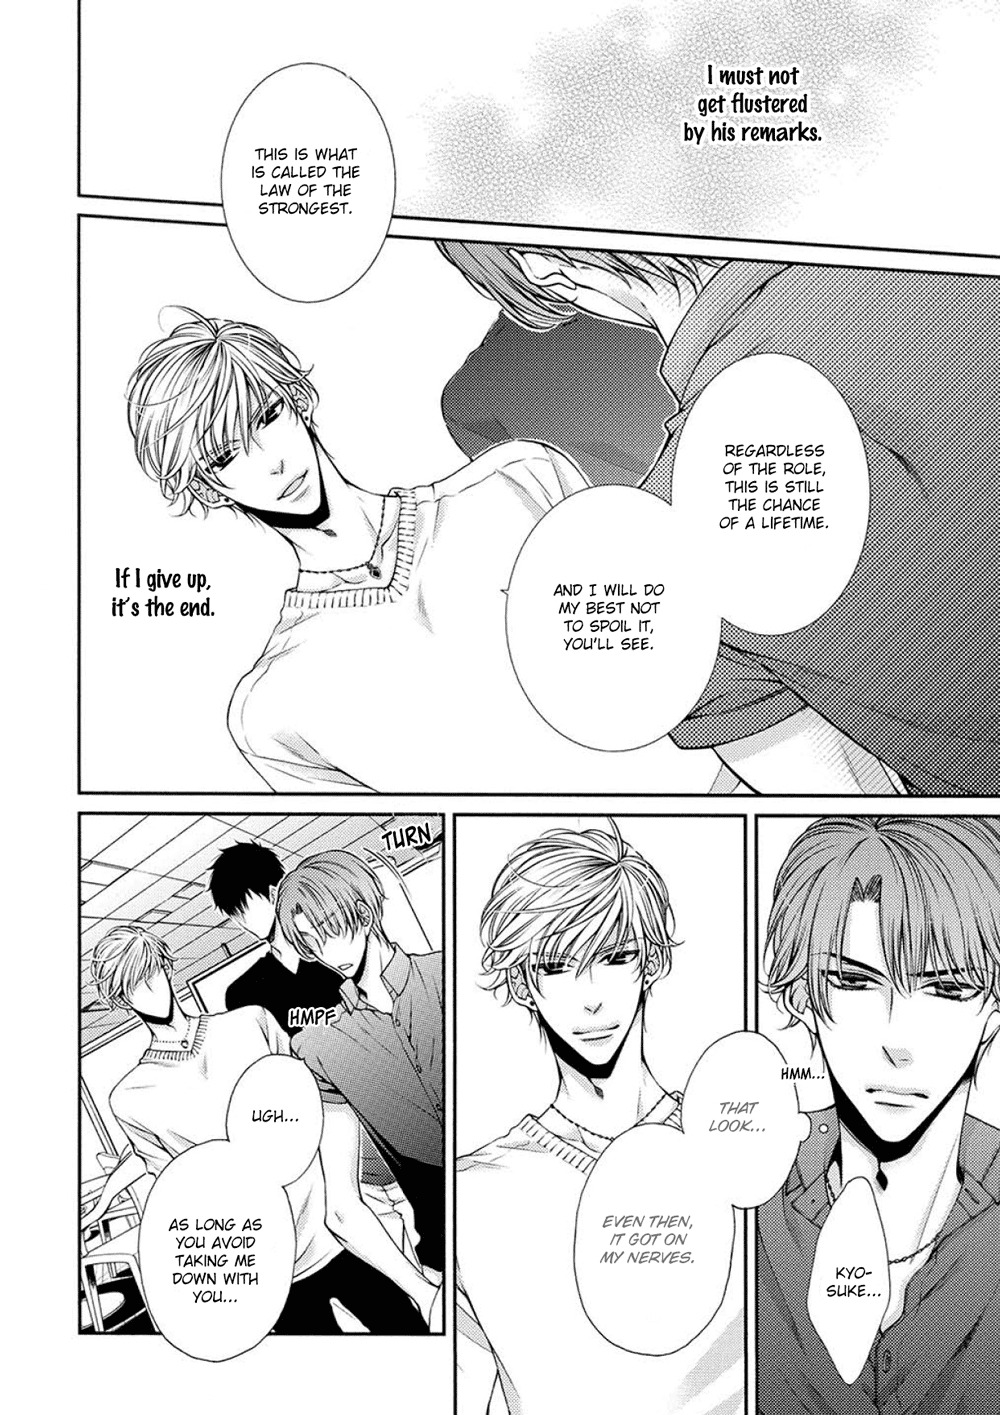 I must not
get flustered
by his remarks.
THIS IS WHAT
IS CALLED THE
LAW OF THE
STRONGEST.
REGARDLESS
OF THE ROLE,
THIS IS STILL
THE CHANCE
OF A LIFETIME.
AND I WILL DO
MY BEST NOT
TO SPOIL IT,
YOU'LL SEE.
If I give up,
it's the end.
HMM...
KYO-
SUKE...
THAT
LOOK...
EVEN THEN,
IT GOT ON
MY NERVES.
TURN
HMPF
UGH...
AS LONG AS
YOU AVOID
TAKING ME
DOWN WITH
YOU...